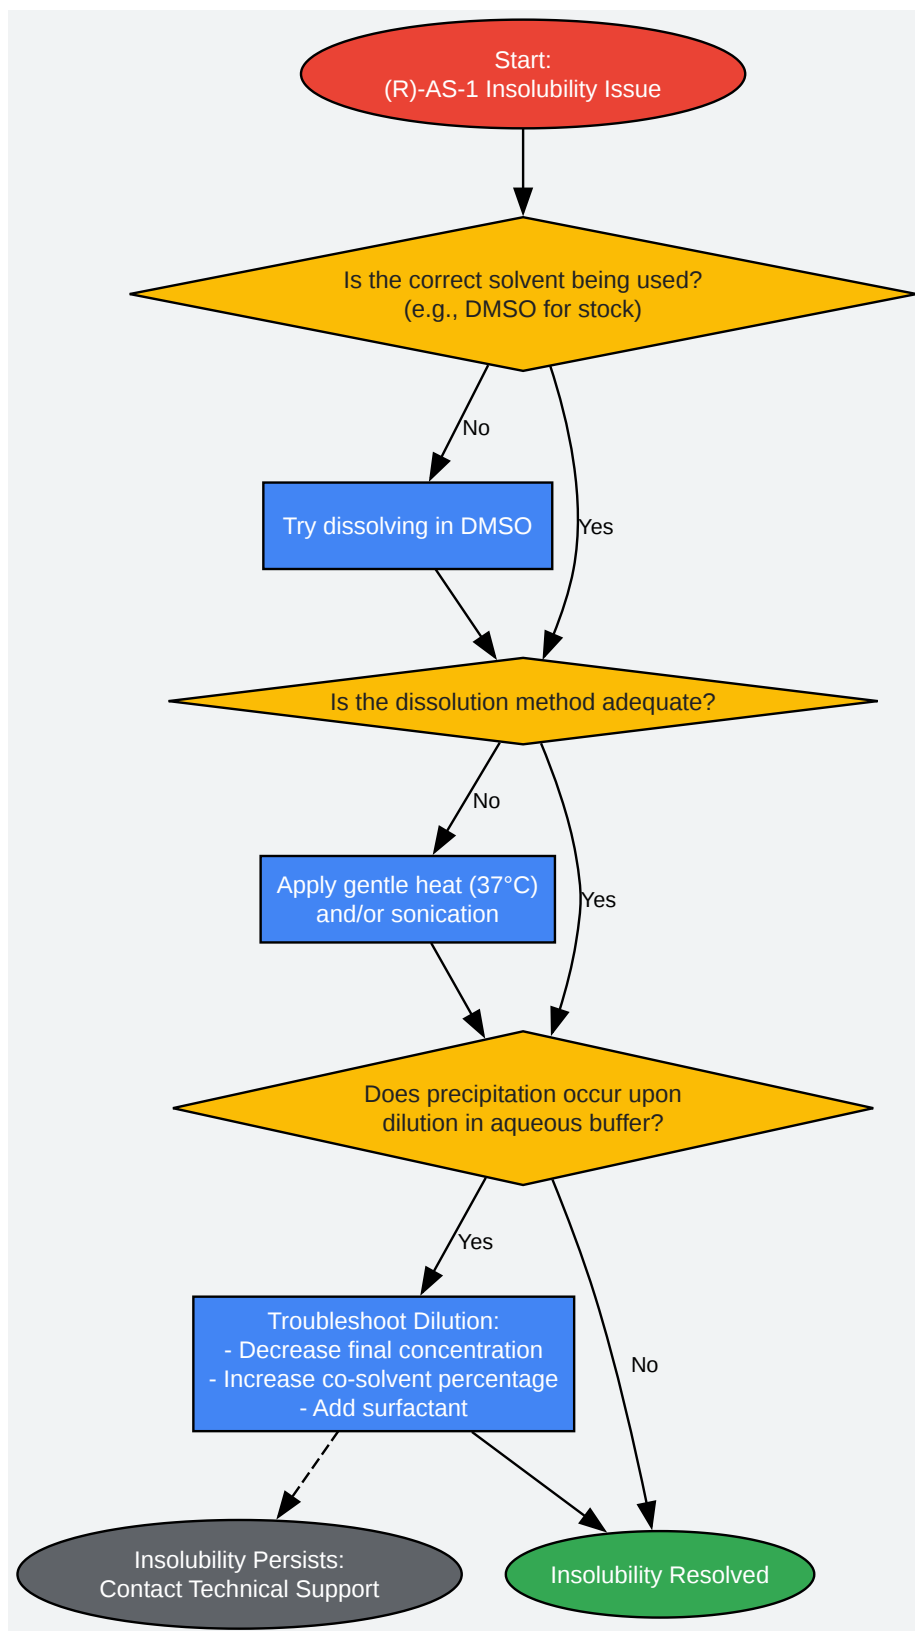 Start:
(R)-AS-1 Insolubility Issue
Is the correct solvent being used?
(e.g., DMSO for stock)
No
Try dissolving in DMSO
Yes
Is the dissolution method adequate?
No
Apply gentle heat (37°C)
and/or sonication
Yes
Does precipitation occur upon
dilution in aqueous buffer?
Yes
Troubleshoot Dilution:
- Decrease final concentration
- Increase co-solvent percentage
- Add surfactant
No
Insolubility Persists:
Contact Technical Support
Insolubility Resolved